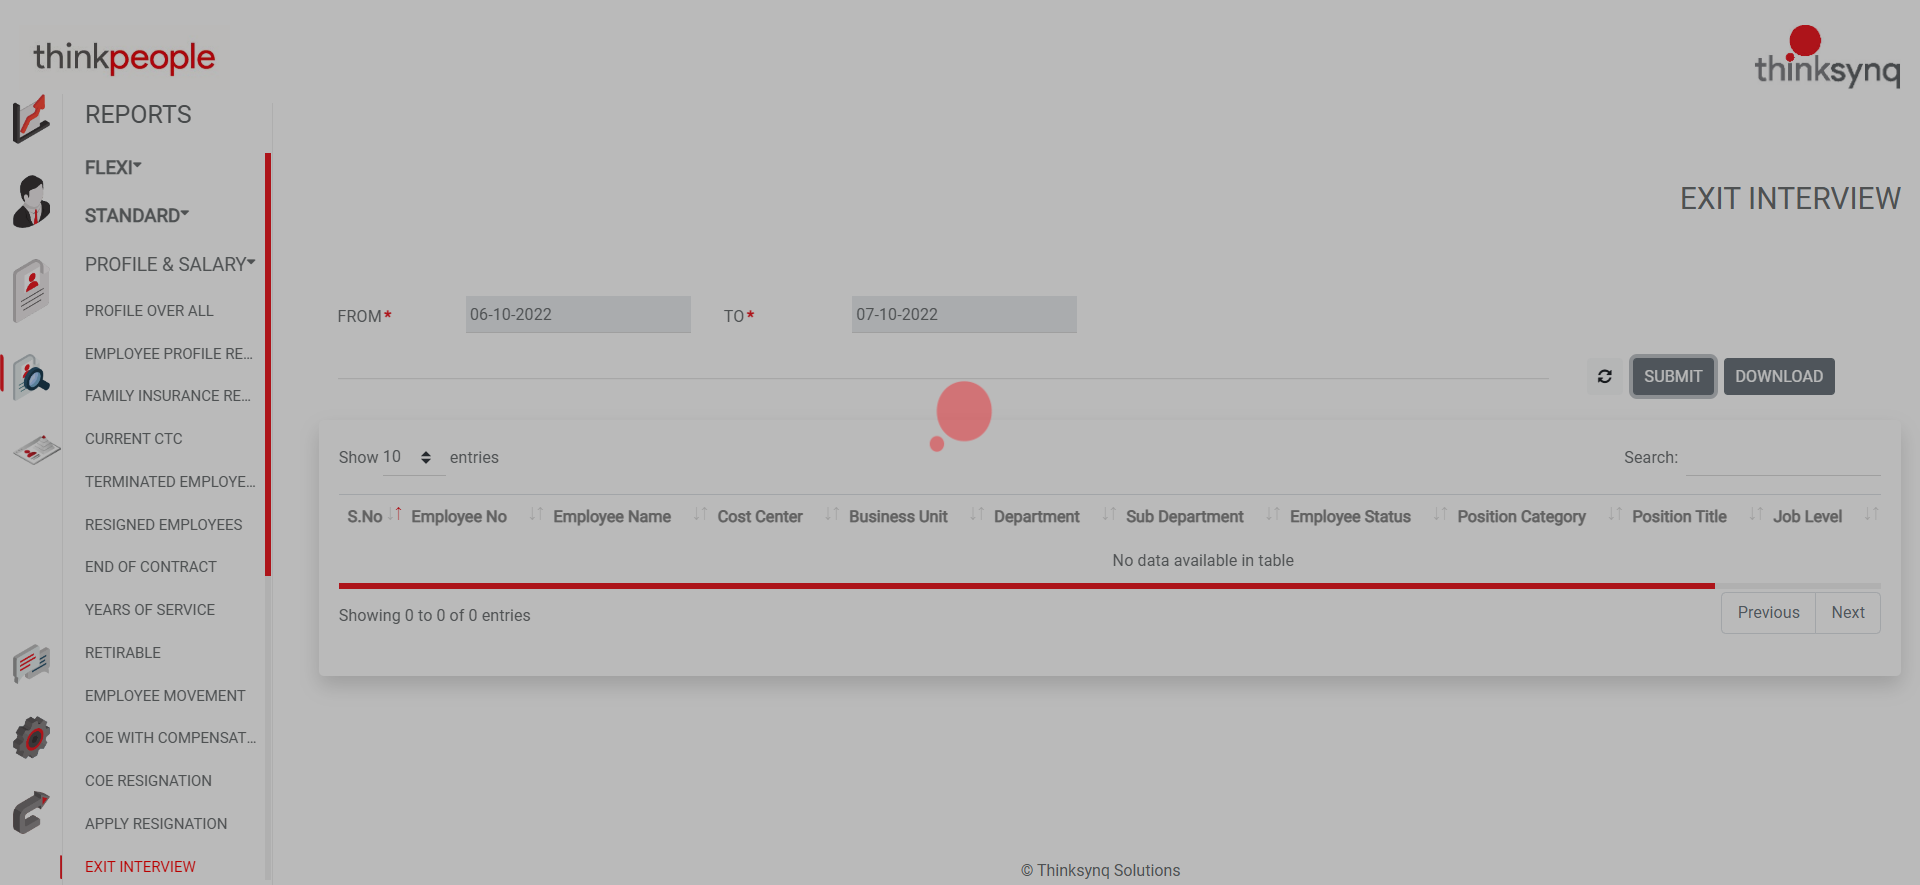 thinkpeople
thinksynq
REPORTS
FLEXI
STANDARD
PROFILE & SALARY
PROFILE OVER ALL
EMPLOYEE PROFILE RE...
FAMILY INSURANCE RE...
CURRENT CTC
TERMINATED EMPLOYE...
RESIGNED EMPLOYEES
END OF CONTRACT
YEARS OF SERVICE
RETIRABLE
EMPLOYEE MOVEMENT
COE WITH COMPENSAT...
COE RESIGNATION
APPLY RESIGNATION
EXIT INTERVIEW
EXIT INTERVIEW
FROM* 06-10-2022 TO* 07-10-2022
SUBMIT DOWNLOAD
Show 10 entries Search:
S.No Employee No Employee Name Cost Center Business Unit Department Sub Department Employee Status Position Category Position Title Job Level
No data available in table
Showing 0 to 0 of 0 entries
Previous Next
© Thinksynq Solutions